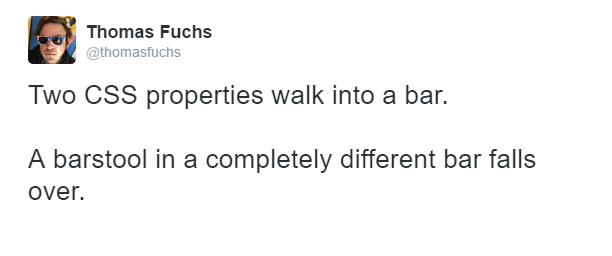 Thomas Fuchs
@thomasfuchs
Two CSS properties walk into a bar.
A barstool in a completely different bar falls
over.